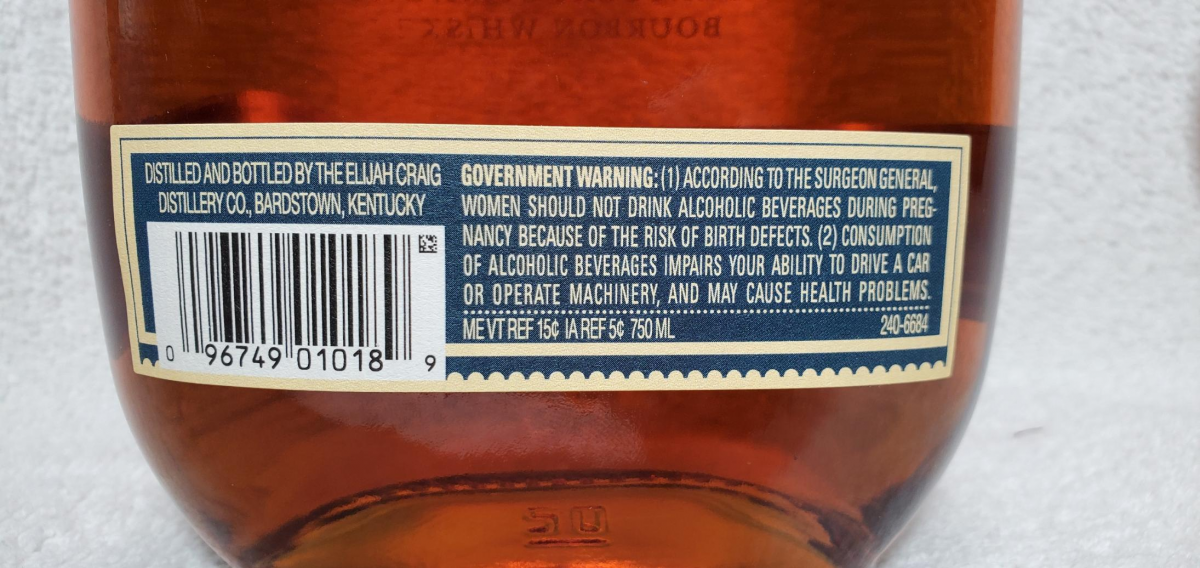 BOURBON WHISKE
DISTILLED AND BOTTLED BY THE ELIJAH CRAIG
DISTILLERY CO., BARDSTOWN, KENTUCKY
0 96749 01018 9
GOVERNMENT WARNING: (1) ACCORDING TO THE SURGEON GENERAL,
WOMEN SHOULD NOT DRINK ALCOHOLIC BEVERAGES DURING PREG-
NANCY BECAUSE OF THE RISK OF BIRTH DEFECTS. (2) CONSUMPTION
OF ALCOHOLIC BEVERAGES IMPAIRS YOUR ABILITY TO DRIVE A CAR
OR OPERATE MACHINERY, AND MAY CAUSE HEALTH PROBLEMS.
ME VT REF 15¢ IA REF 5¢ 750 ML
240-6684